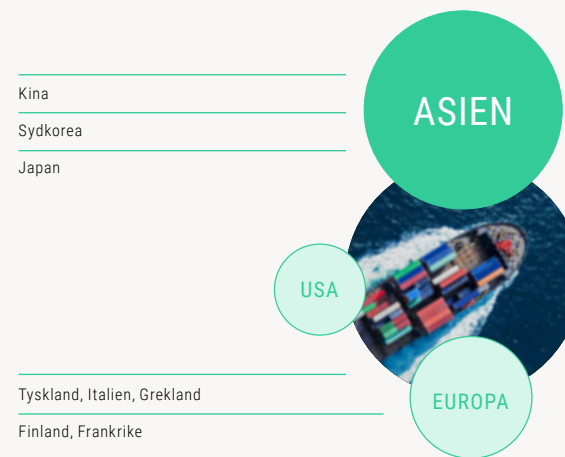 ASIEN
Kina
Sydkorea
Japan
USA
EUROPA
Tyskland, Italien, Grekland
Finland, Frankrike